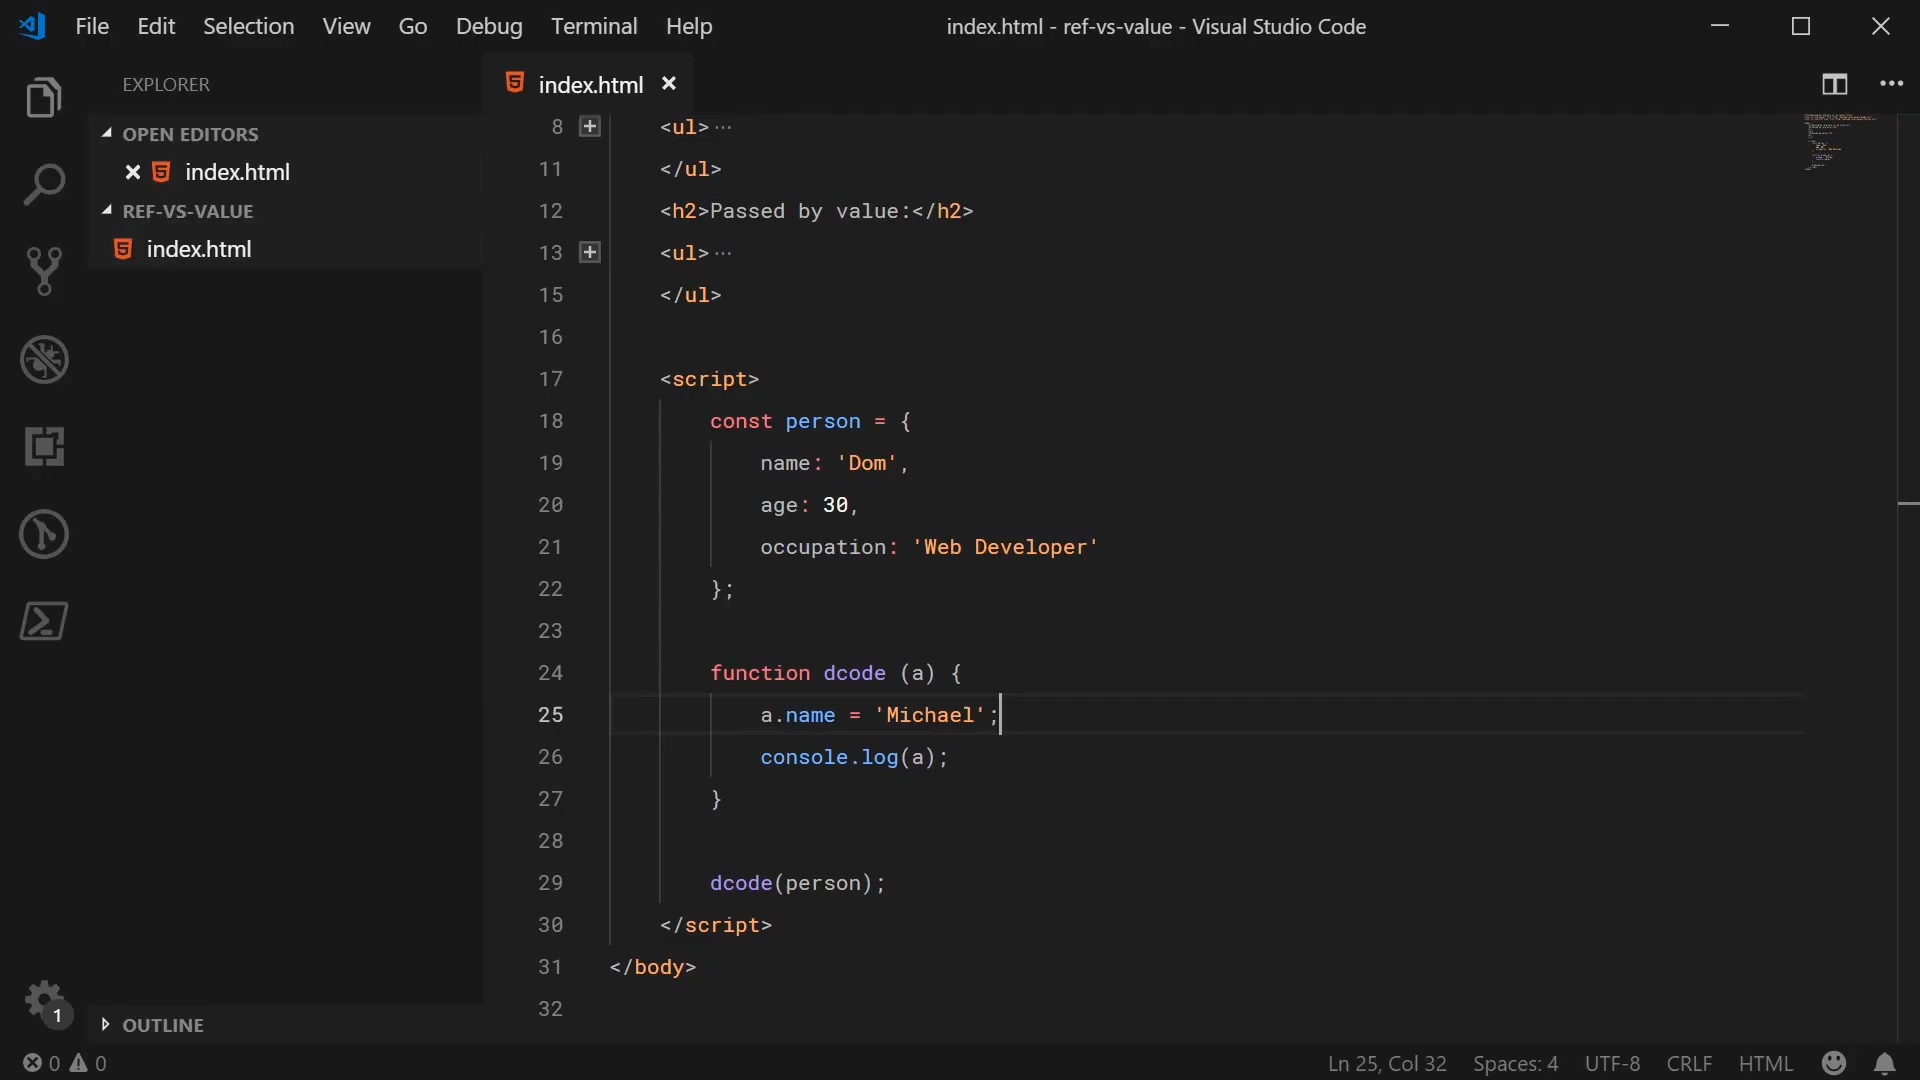 File Edit Selection View Go Debug Terminal Help
index.html - ref-vs-value - Visual Studio Code
EXPLORER
OPEN EDITORS
index.html
REF-VS-VALUE
index.html
OUTLINE
1
index.html
8 <ul>...
11 </ul>
12 <h2>Passed by value:</h2>
13 <ul>...
15 </ul>
16
17 <script>
18 const person = {
19 name: 'Dom',
20 age: 30,
21 occupation: 'Web Developer'
22 };
23
24 function dcode (a) {
25 a.name = 'Michael';
26 console.log(a);
27 }
28
29 dcode(person);
30 </script>
31 </body>
32
0 0
Ln 25, Col 32 Spaces: 4 UTF-8 CRLF HTML